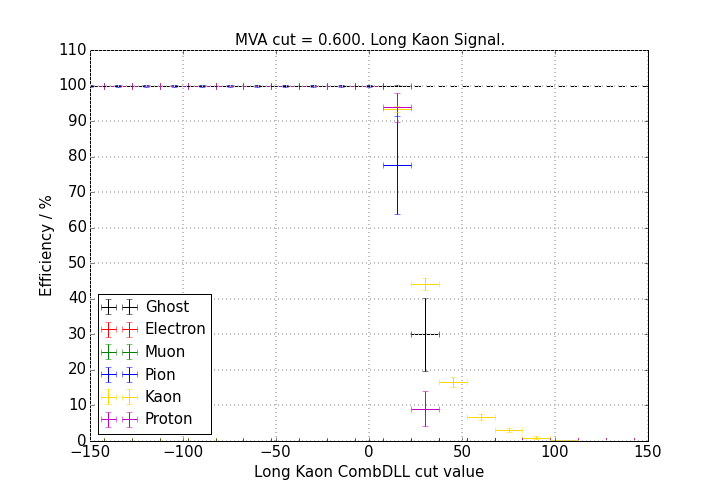 MVA cut = 0.600. Long Kaon Signal.
110
100
90
80
70
60
50
40
30
20
10
0
Efficiency / %
Ghost
Electron
Muon
Pion
Kaon
Proton
−150 −100 −50 0 50 100 150
Long Kaon CombDLL cut value